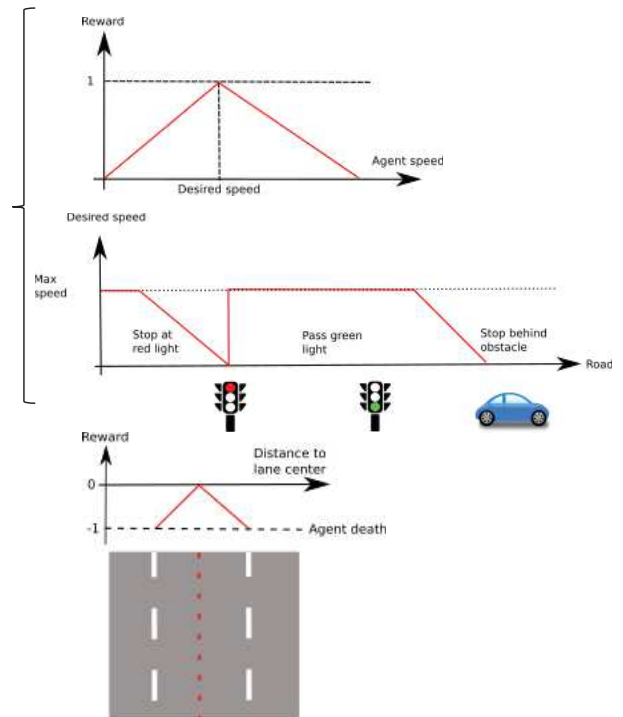 Reward
1
Agent speed
Desired speed
Desired speed
Max
speed
Stop at
red light
Pass green
light
Stop behind
obstacle
Road
Reward
Distance to
lane center
0
-1
Agent death